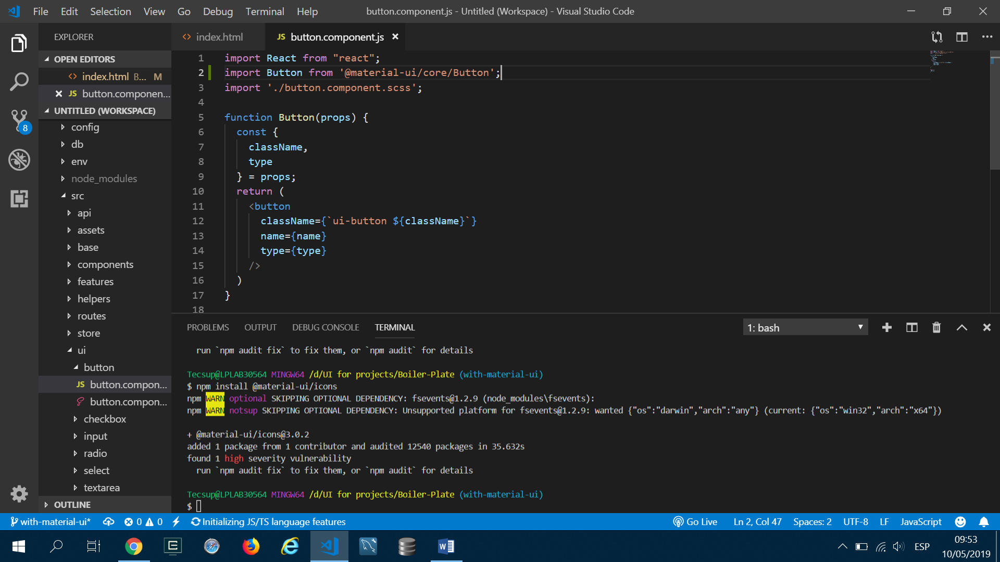 File Edit Selection View Go Debug Terminal Help
button.component.js - Untitled (Workspace) - Visual Studio Code
EXPLORER
OPEN EDITORS
index.html B... M
JS button.componen...
UNTITLED (WORKSPACE)
config
db
env
node_modules
src
api
assets
base
components
features
helpers
routes
store
ui
button
JS button.compon...
button.compon...
checkbox
input
radio
select
textarea
OUTLINE
8
index.html
JS button.component.js
1 import React from "react";
2 import Button from '@material-ui/core/Button';
3 import './button.component.scss';
4
5 function Button(props) {
6 const {
7 className,
8 type
9 } = props;
10 return (
11 <button
12 className={`ui-button ${className}`}
13 name={name}
14 type={type}
15 />
16 )
17 }
18
PROBLEMS OUTPUT DEBUG CONSOLE TERMINAL
1: bash
run `npm audit fix` to fix them, or `npm audit` for details
Tecsup@LPLAB30564 MINGW64 /d/UI for projects/Boiler-Plate (with-material-ui)
$ npm install @material-ui/icons
npm WARN optional SKIPPING OPTIONAL DEPENDENCY: fsevents@1.2.9 (node_modules\fsevents):
npm WARN notsup SKIPPING OPTIONAL DEPENDENCY: Unsupported platform for fsevents@1.2.9: wanted {"os":"darwin","arch":"any"} (current: {"os":"win32","arch":"x64"})
+ @material-ui/icons@3.0.2
added 1 package from 1 contributor and audited 12540 packages in 35.632s
found 1 high severity vulnerability
run `npm audit fix` to fix them, or `npm audit` for details
Tecsup@LPLAB30564 MINGW64 /d/UI for projects/Boiler-Plate (with-material-ui)
$
with-material-ui* 0 0 Initializing JS/TS language features
Go Live Ln 2, Col 47 Spaces: 2 UTF-8 LF JavaScript
ESP
09:53
10/05/2019